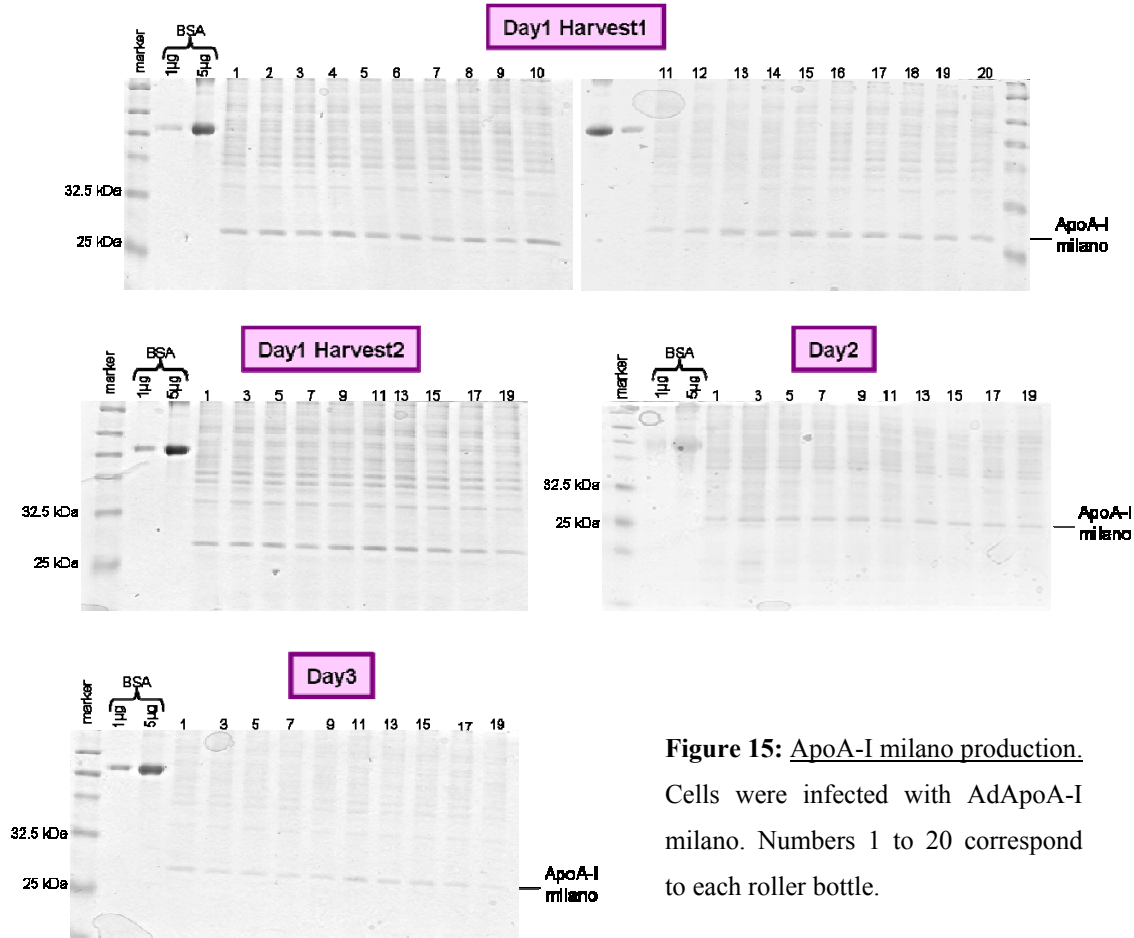 Day1 Harvest1
marker
BSA
1µg
5µg
1 2 3 4 5 6 7 8 9 10
11 12 13 14 15 16 17 18 19 20
32.5 kDa
25 kDa
ApoA-I
milano
Day1 Harvest2
marker
BSA
1µg
5µg
1 3 5 7 9 11 13 15 17 19
32.5 kDa
25 kDa
Day2
marker
BSA
1µg
5µg
1 3 5 7 9 11 13 15 17 19
32.5 kDa
25 kDa
ApoA-I
milano
Day3
marker
BSA
1µg
5µg
1 3 5 7 9 11 13 15 17 19
32.5 kDa
25 kDa
ApoA-I
milano
Figure 15: ApoA-I milano production.
Cells were infected with AdApoA-I
milano. Numbers 1 to 20 correspond
to each roller bottle.